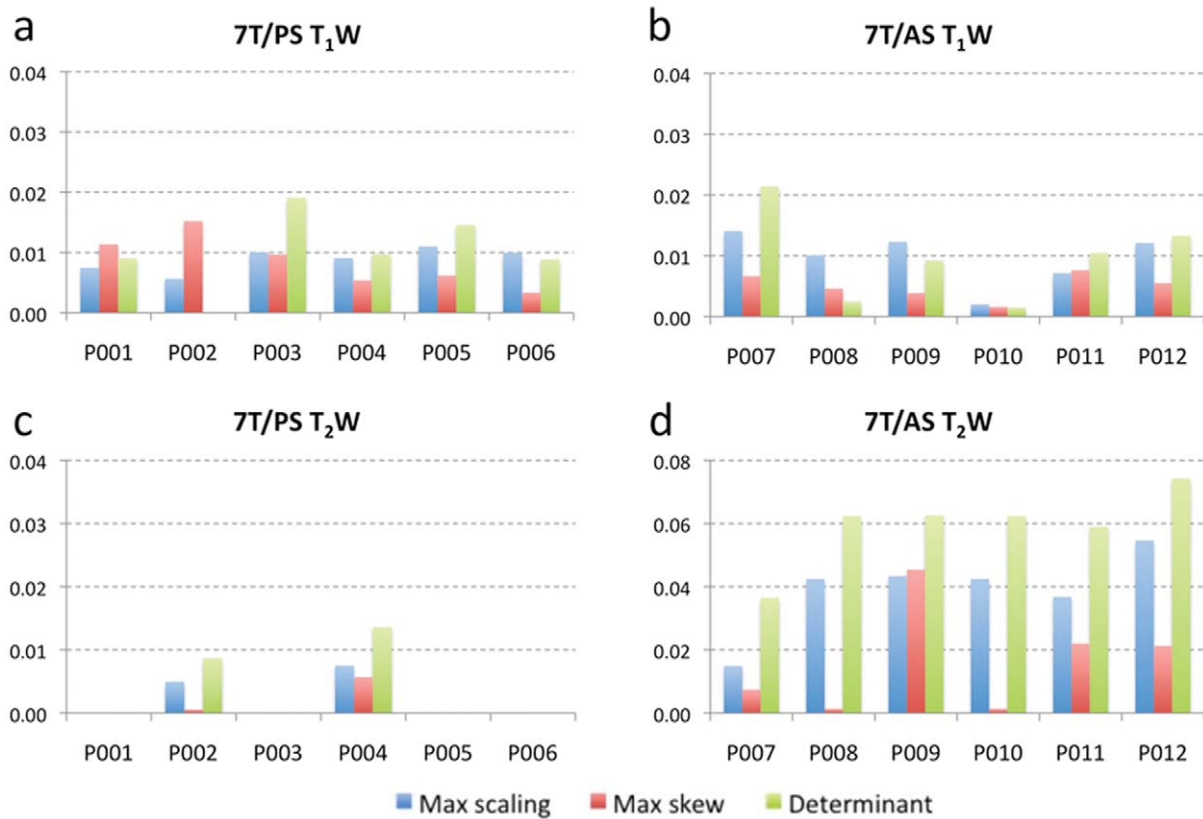 a
7T/PS T₁W
0.04
0.03
0.02
0.01
0.00
P001 P002 P003 P004 P005 P006
b
7T/AS T₁W
0.04
0.03
0.02
0.01
0.00
P007 P008 P009 P010 P011 P012
c
7T/PS T₂W
0.04
0.03
0.02
0.01
0.00
P001 P002 P003 P004 P005 P006
d
7T/AS T₂W
0.08
0.06
0.04
0.02
0.00
P007 P008 P009 P010 P011 P012
Max scaling Max skew Determinant